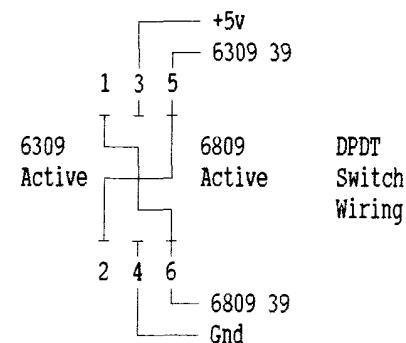 +5v
6309 39
1 3 5
6309 6809 DPDT
Active Active Switch
Wiring
2 4 6
6809 39
Gnd